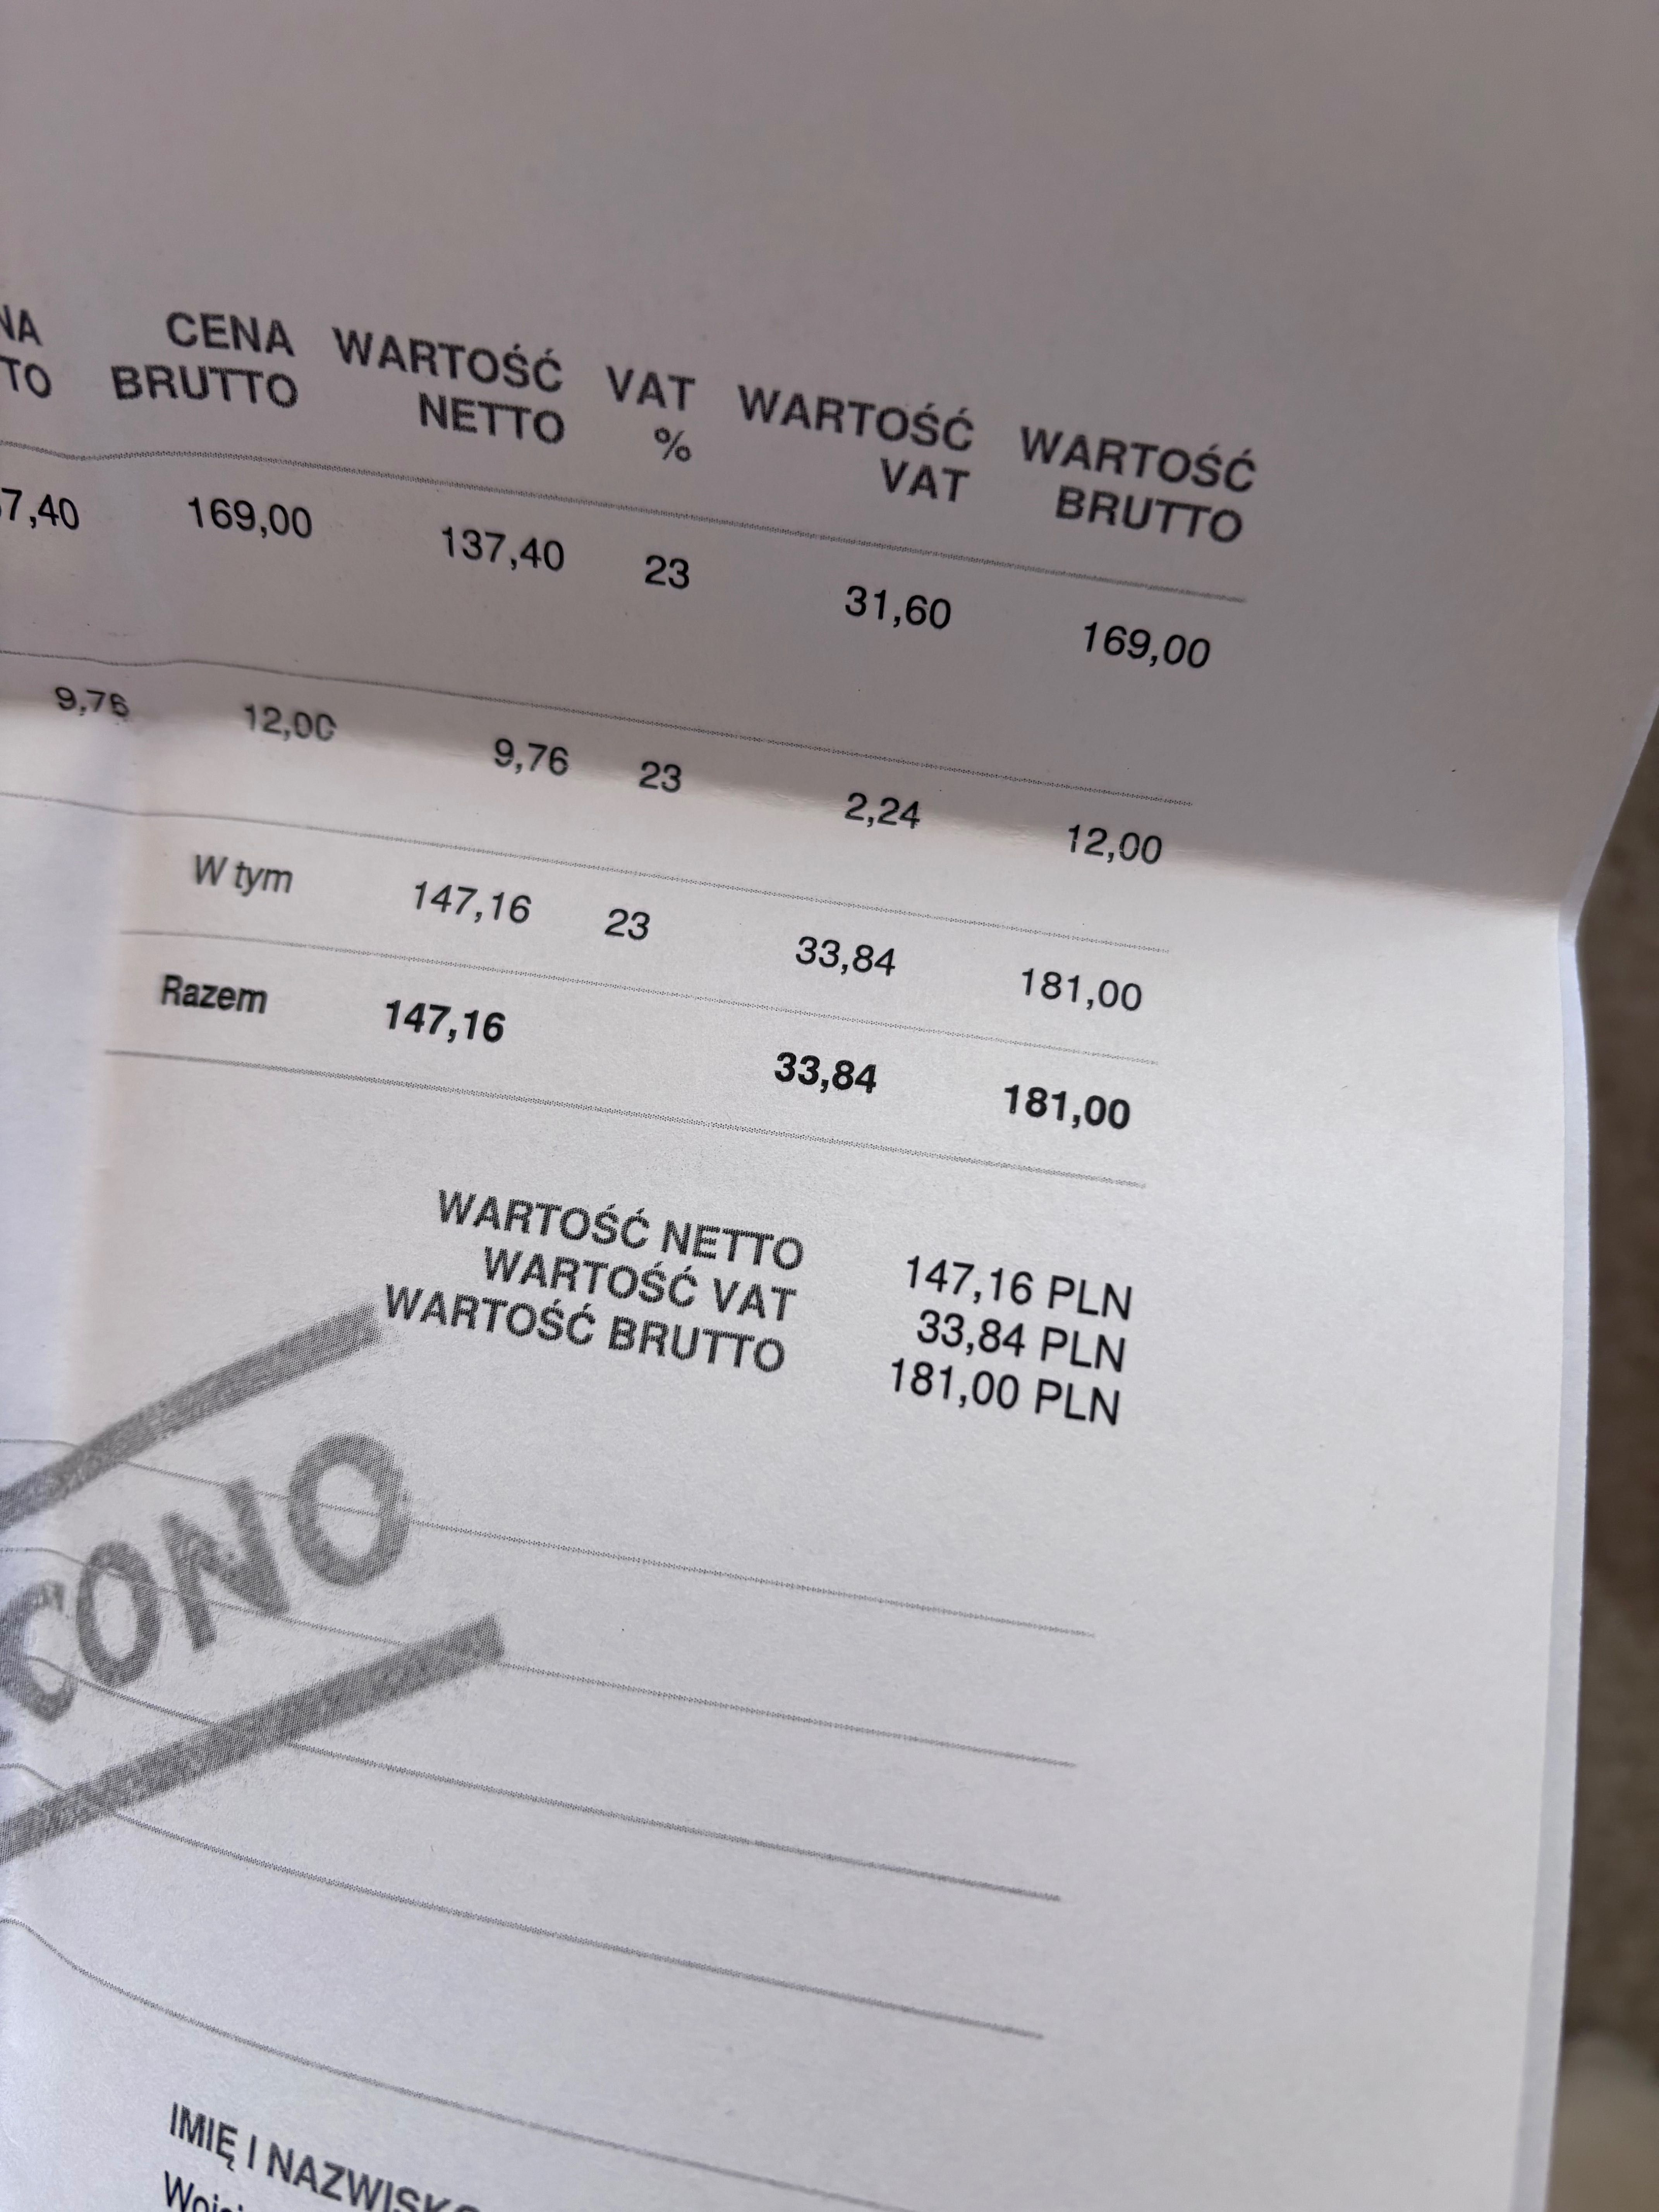 CENA WARTOŚĆ VAT WARTOŚĆ WARTOŚĆ
BRUTTO NETTO % VAT BRUTTO
7,40 169,00 137,40 23 31,60 169,00
9,76 12,00 9,76 23 2,24 12,00
W tym 147,16 23 33,84 181,00
Razem 147,16 33,84 181,00
WARTOŚĆ NETTO 147,16 PLN
WARTOŚĆ VAT 33,84 PLN
WARTOŚĆ BRUTTO 181,00 PLN
CONO
IMIĘ I NAZWISKO